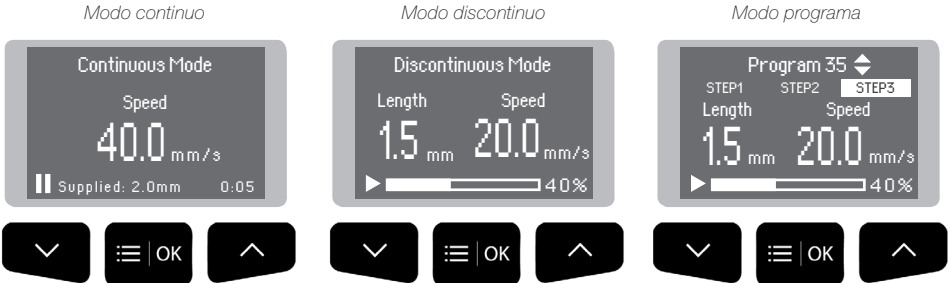 Modo continuo
Continuous Mode
Speed
40.0 mm/s
Supplied: 2.0mm 0:05
OK
Modo discontinuo
Discontinuous Mode
Length Speed
1.5 mm 20.0 mm/s
40%
OK
Modo programa
Program 35
STEP1 STEP2 STEP3
Length Speed
1.5 mm 20.0 mm/s
40%
OK